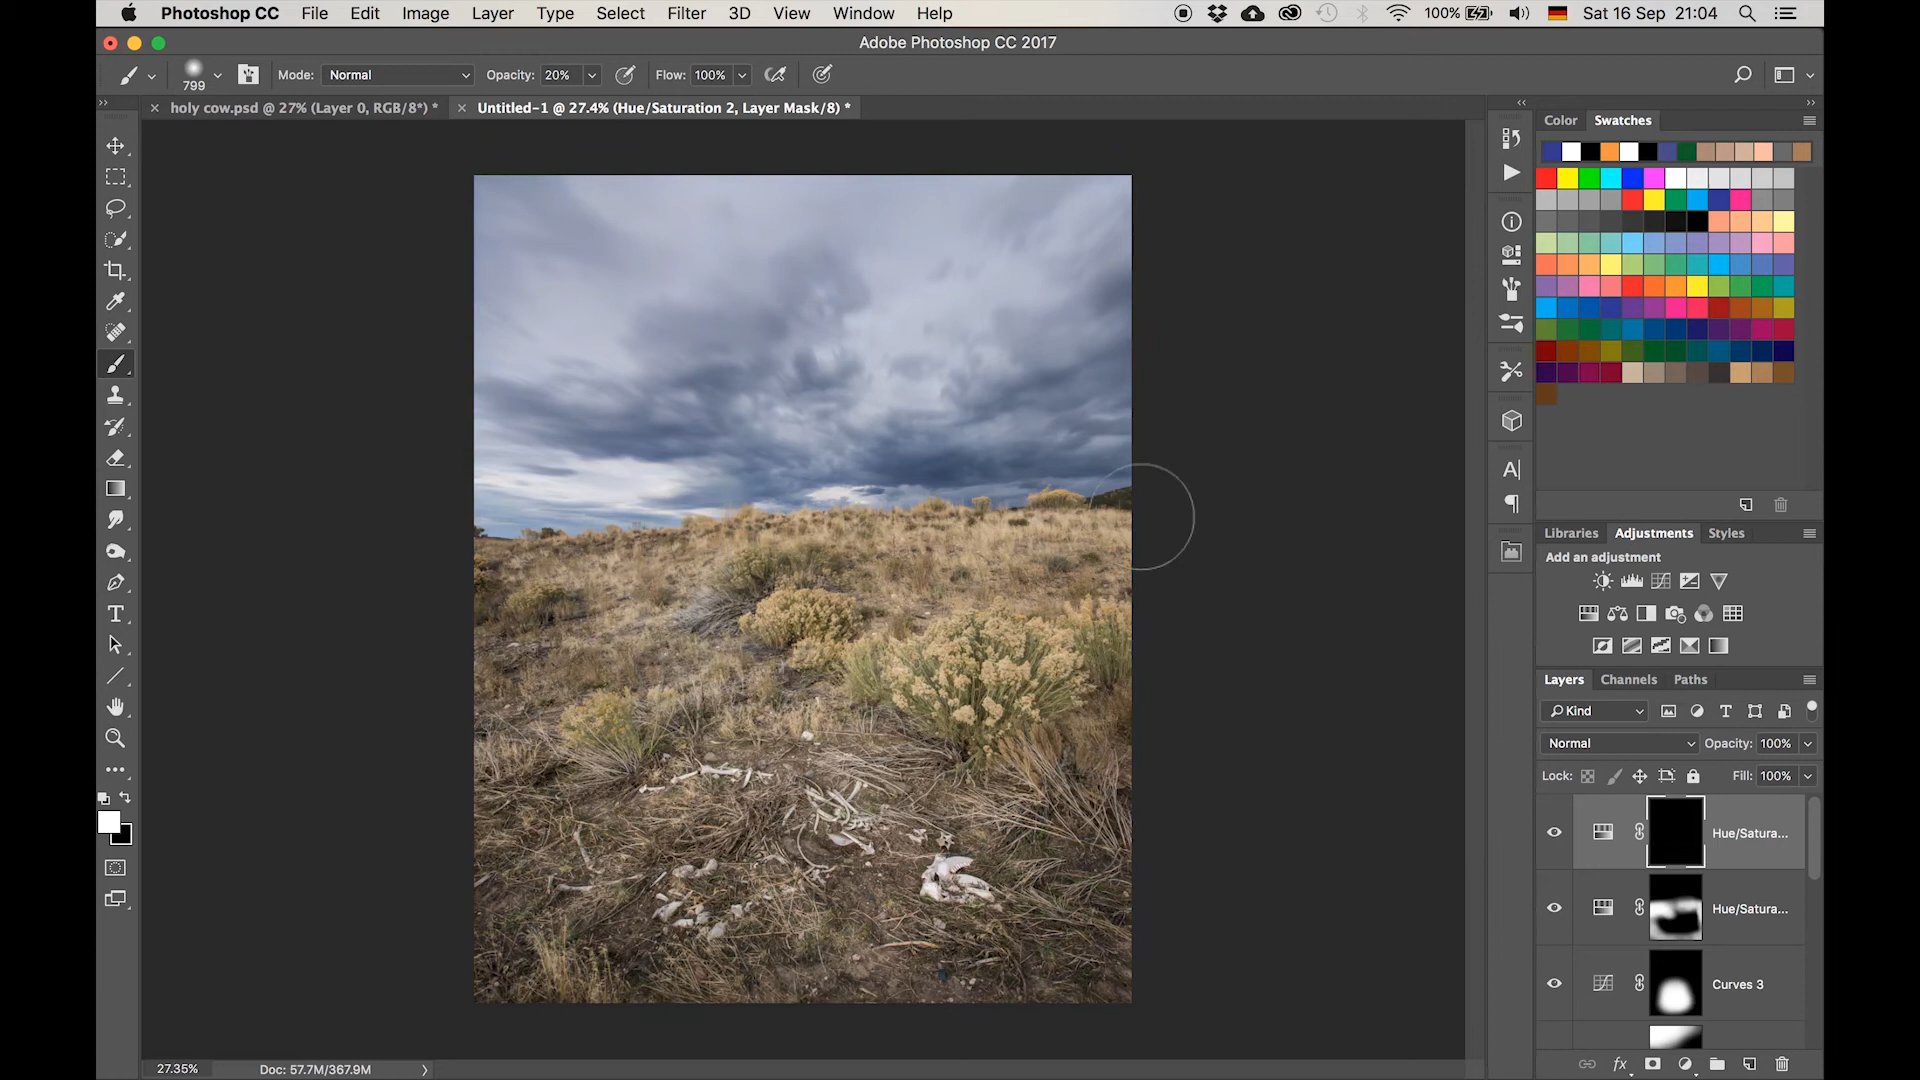 Photoshop CC File Edit Image Layer Type Select Filter 3D View Window Help 100% Sat 16 Sep 21:04
Adobe Photoshop CC 2017
799 Mode: Normal Opacity: 20% Flow: 100%
holy cow.psd @ 27% (Layer 0, RGB/8*) * Untitled-1 @ 27.4% (Hue/Saturation 2, Layer Mask/8) *
Color Swatches
Libraries Adjustments Styles
Add an adjustment
Layers Channels Paths
Kind
Normal Opacity: 100%
Lock: Fill: 100%
Hue/Satura...
Hue/Satura...
Curves 3
27.35% Doc: 57.7M/367.9M